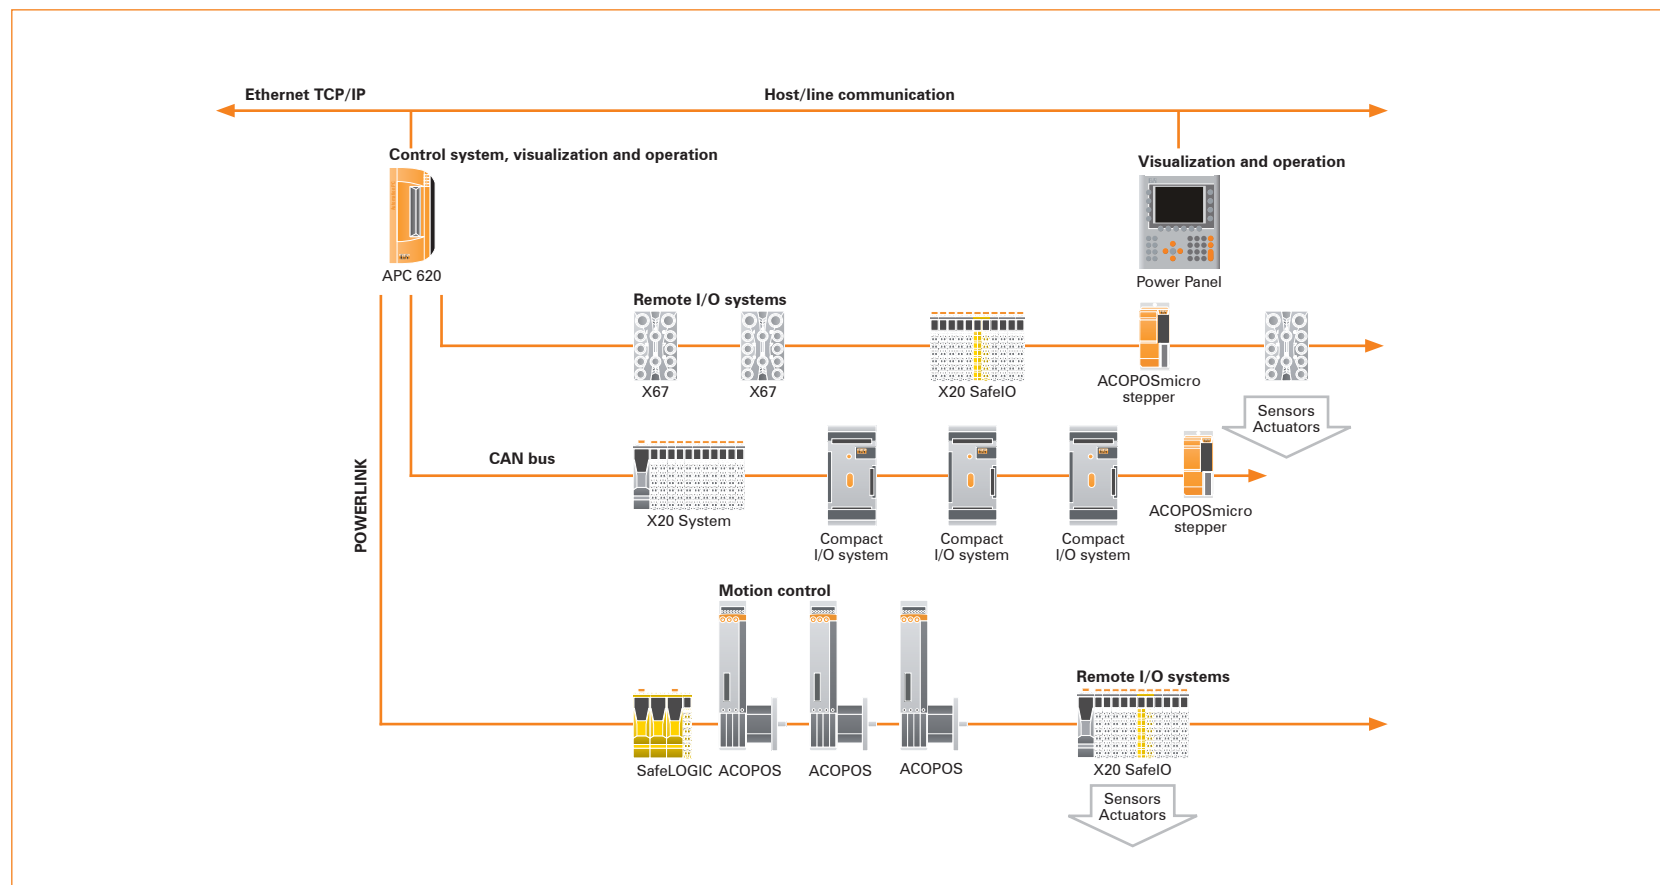 Ethernet TCP/IP
Host/line communication
Control system, visualization and operation
Visualization and operation
APC 620
Power Panel
Remote I/O systems
X67
X67
X20 SafeIO
ACOPOSmicro
stepper
Sensors
Actuators
CAN bus
POWERLINK
X20 System
Compact
I/O system
Compact
I/O system
Compact
I/O system
ACOPOSmicro
stepper
Motion control
Remote I/O systems
SafeLOGIC
ACOPOS
ACOPOS
ACOPOS
X20 SafeIO
Sensors
Actuators